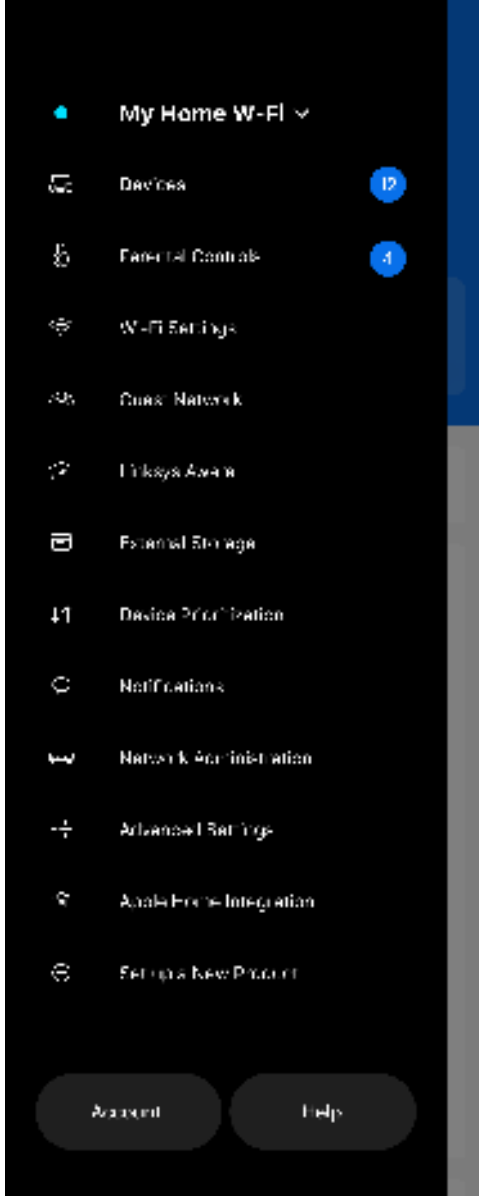 My Home W-Fi
Devices
12
Parental Controls
4
Wi-Fi Settings
Guest Network
Linksys Aware
External Storage
Device Prioritization
Notifications
Network Administration
Advanced Settings
Apple Home Integration
Set up a New Product
Account
Help